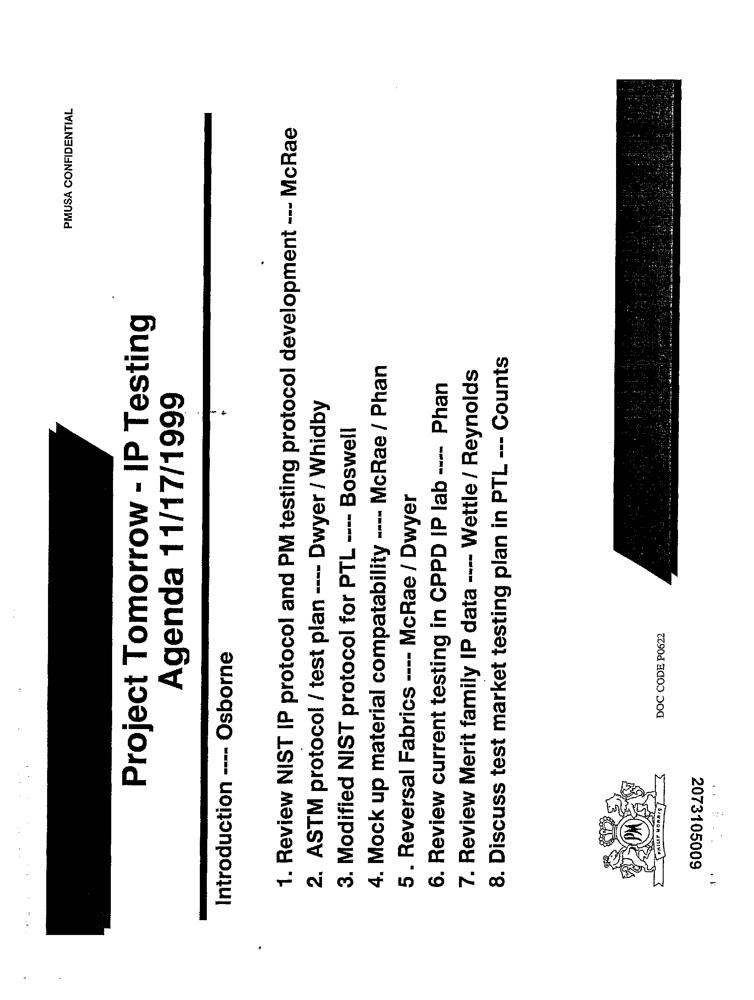 PMUSA CONFIDENTIAL
Project Tomorrow - IP Testing
Agenda 11/17/1999
Introduction ---- Osborne
1. Review NIST IP protocol and PM testing protocol development --- McRae
2. ASTM protocol / test plan ---- Dwyer / Whidby
3. Modified NIST protocol for PTL ---- Boswell
4. Mock up material compatability ---- McRae / Phan
5 . Reversal Fabrics ---- McRae / Dwyer
6. Review current testing in CPPD IP lab ---- Phan
7. Review Merit family IP data ---- Wettle / Reynolds
8. Discuss test market testing plan in PTL --- Counts
PM
PHILIP MORRIS
DOC CODE P0622
2073105009